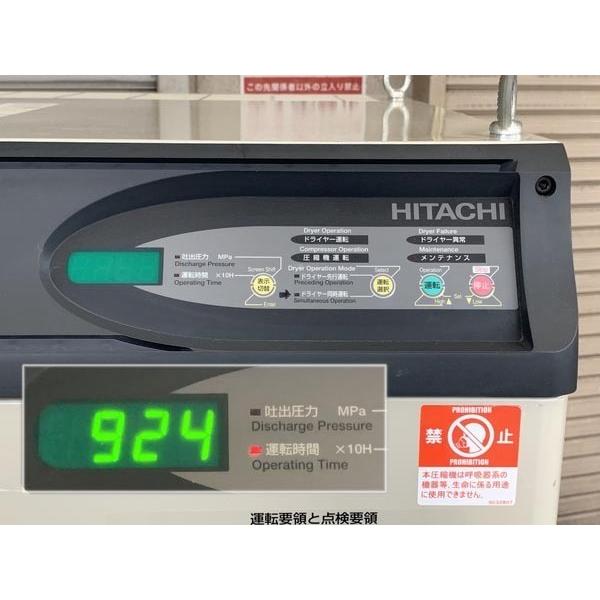 この先関係者以外の立入り禁止
HITACHI
Dryer Operation
ドライヤー運転
Dryer Failure
ドライヤー異常
Compressor Operation
圧縮機運転
Maintenance
メンテナンス
吐出圧力 MPa
Discharge Pressure
運転時間 ×10H
Operating Time
Screen Shift
表示
切替
Enter
Dryer Operation Mode
ドライヤー先行運転
Preceding Operation
ドライヤー同時運転
Simultaneous Operation
Select
運転
選択
Operation
運転
Stop
停止
High ▲ Sel ▼ Low
924
吐出圧力 MPa
Discharge Pressure
運転時間 ×10H
Operating Time
PROHIBITION
禁 止
PROHIBITION
本圧縮機は呼吸器系の
機器等、生命に係る用途
に使用できません。
運転要領と点検要領